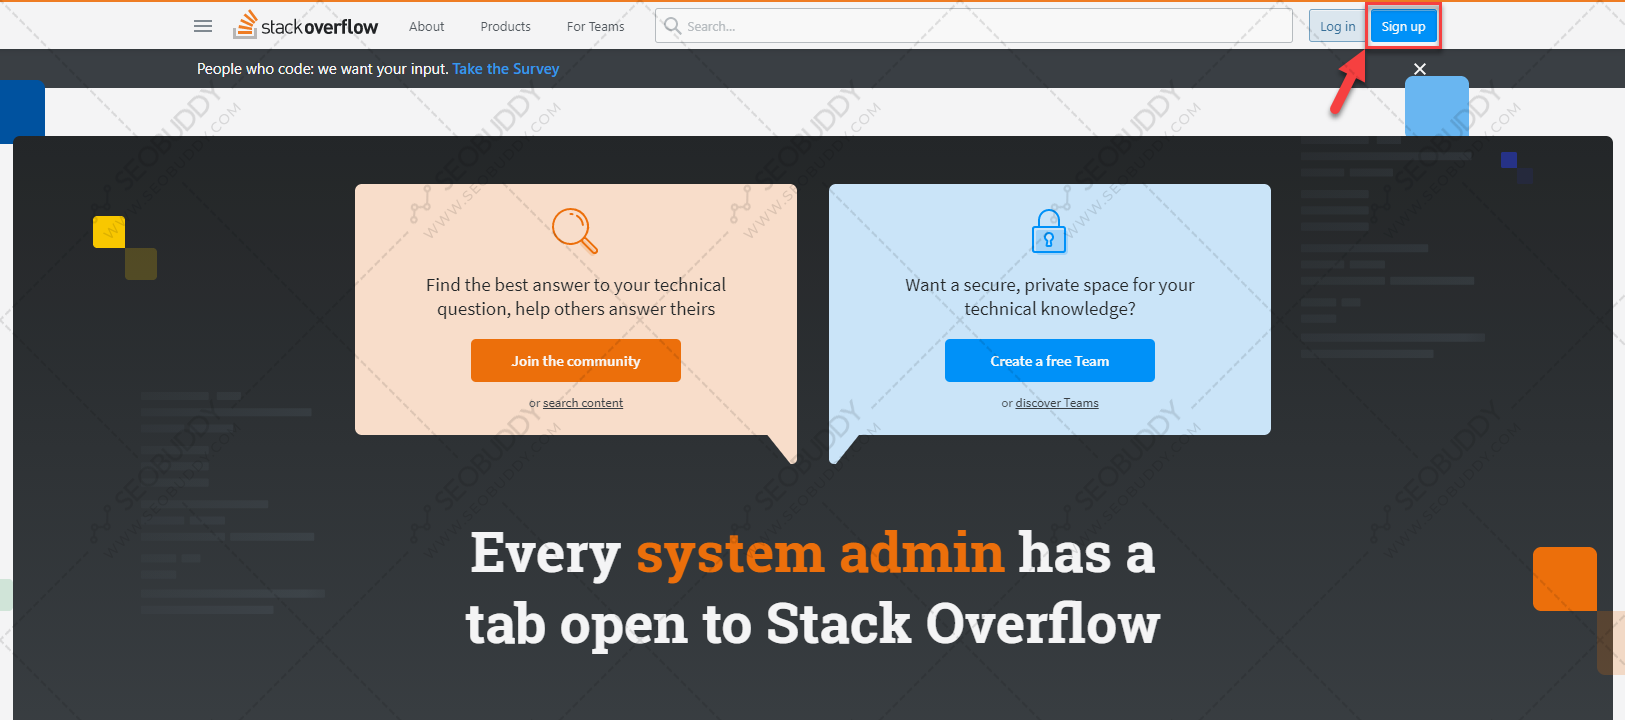 stack overflow
About
Products
For Teams
Search...
Log in
Sign up
People who code: we want your input. Take the Survey
Find the best answer to your technical
question, help others answer theirs
Join the community
or search content
Want a secure, private space for your
technical knowledge?
Create a free Team
or discover Teams
Every system admin has a
tab open to Stack Overflow
SEOBUDDY
WWW.SEOBUDDY.COM